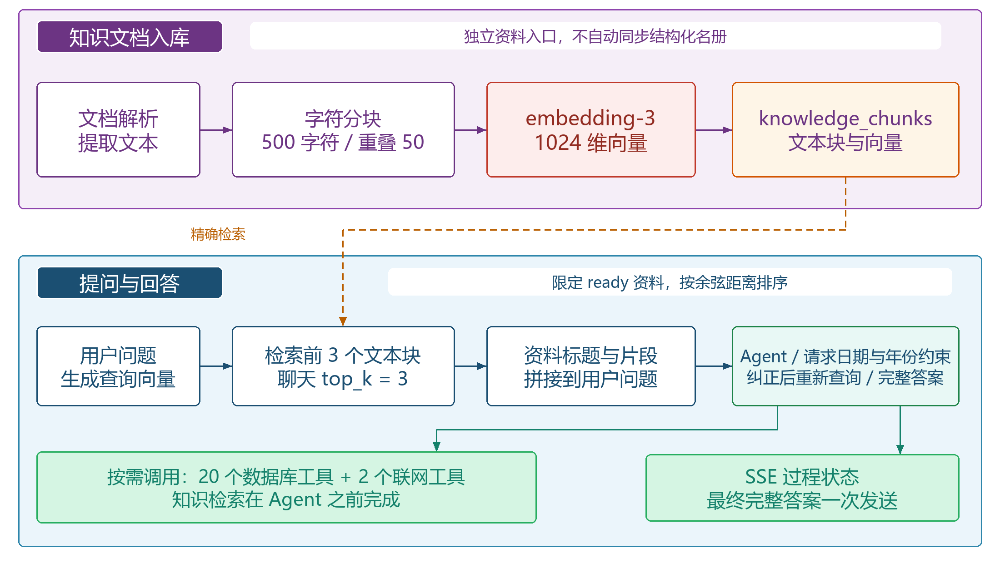 知识文档入库
独立资料入口，不自动同步结构化名册
文档解析
提取文本
字符分块
500 字符 / 重叠 50
embedding-3
1024 维向量
knowledge_chunks
文本块与向量
精确检索
提问与回答
限定 ready 资料，按余弦距离排序
用户问题
生成查询向量
检索前 3 个文本块
聊天 top_k = 3
资料标题与片段
拼接到用户问题
Agent / 请求日期与年份约束
纠正后重新查询 / 完整答案
按需调用：20 个数据库工具 + 2 个联网工具
知识检索在 Agent 之前完成
SSE 过程状态
最终完整答案一次发送